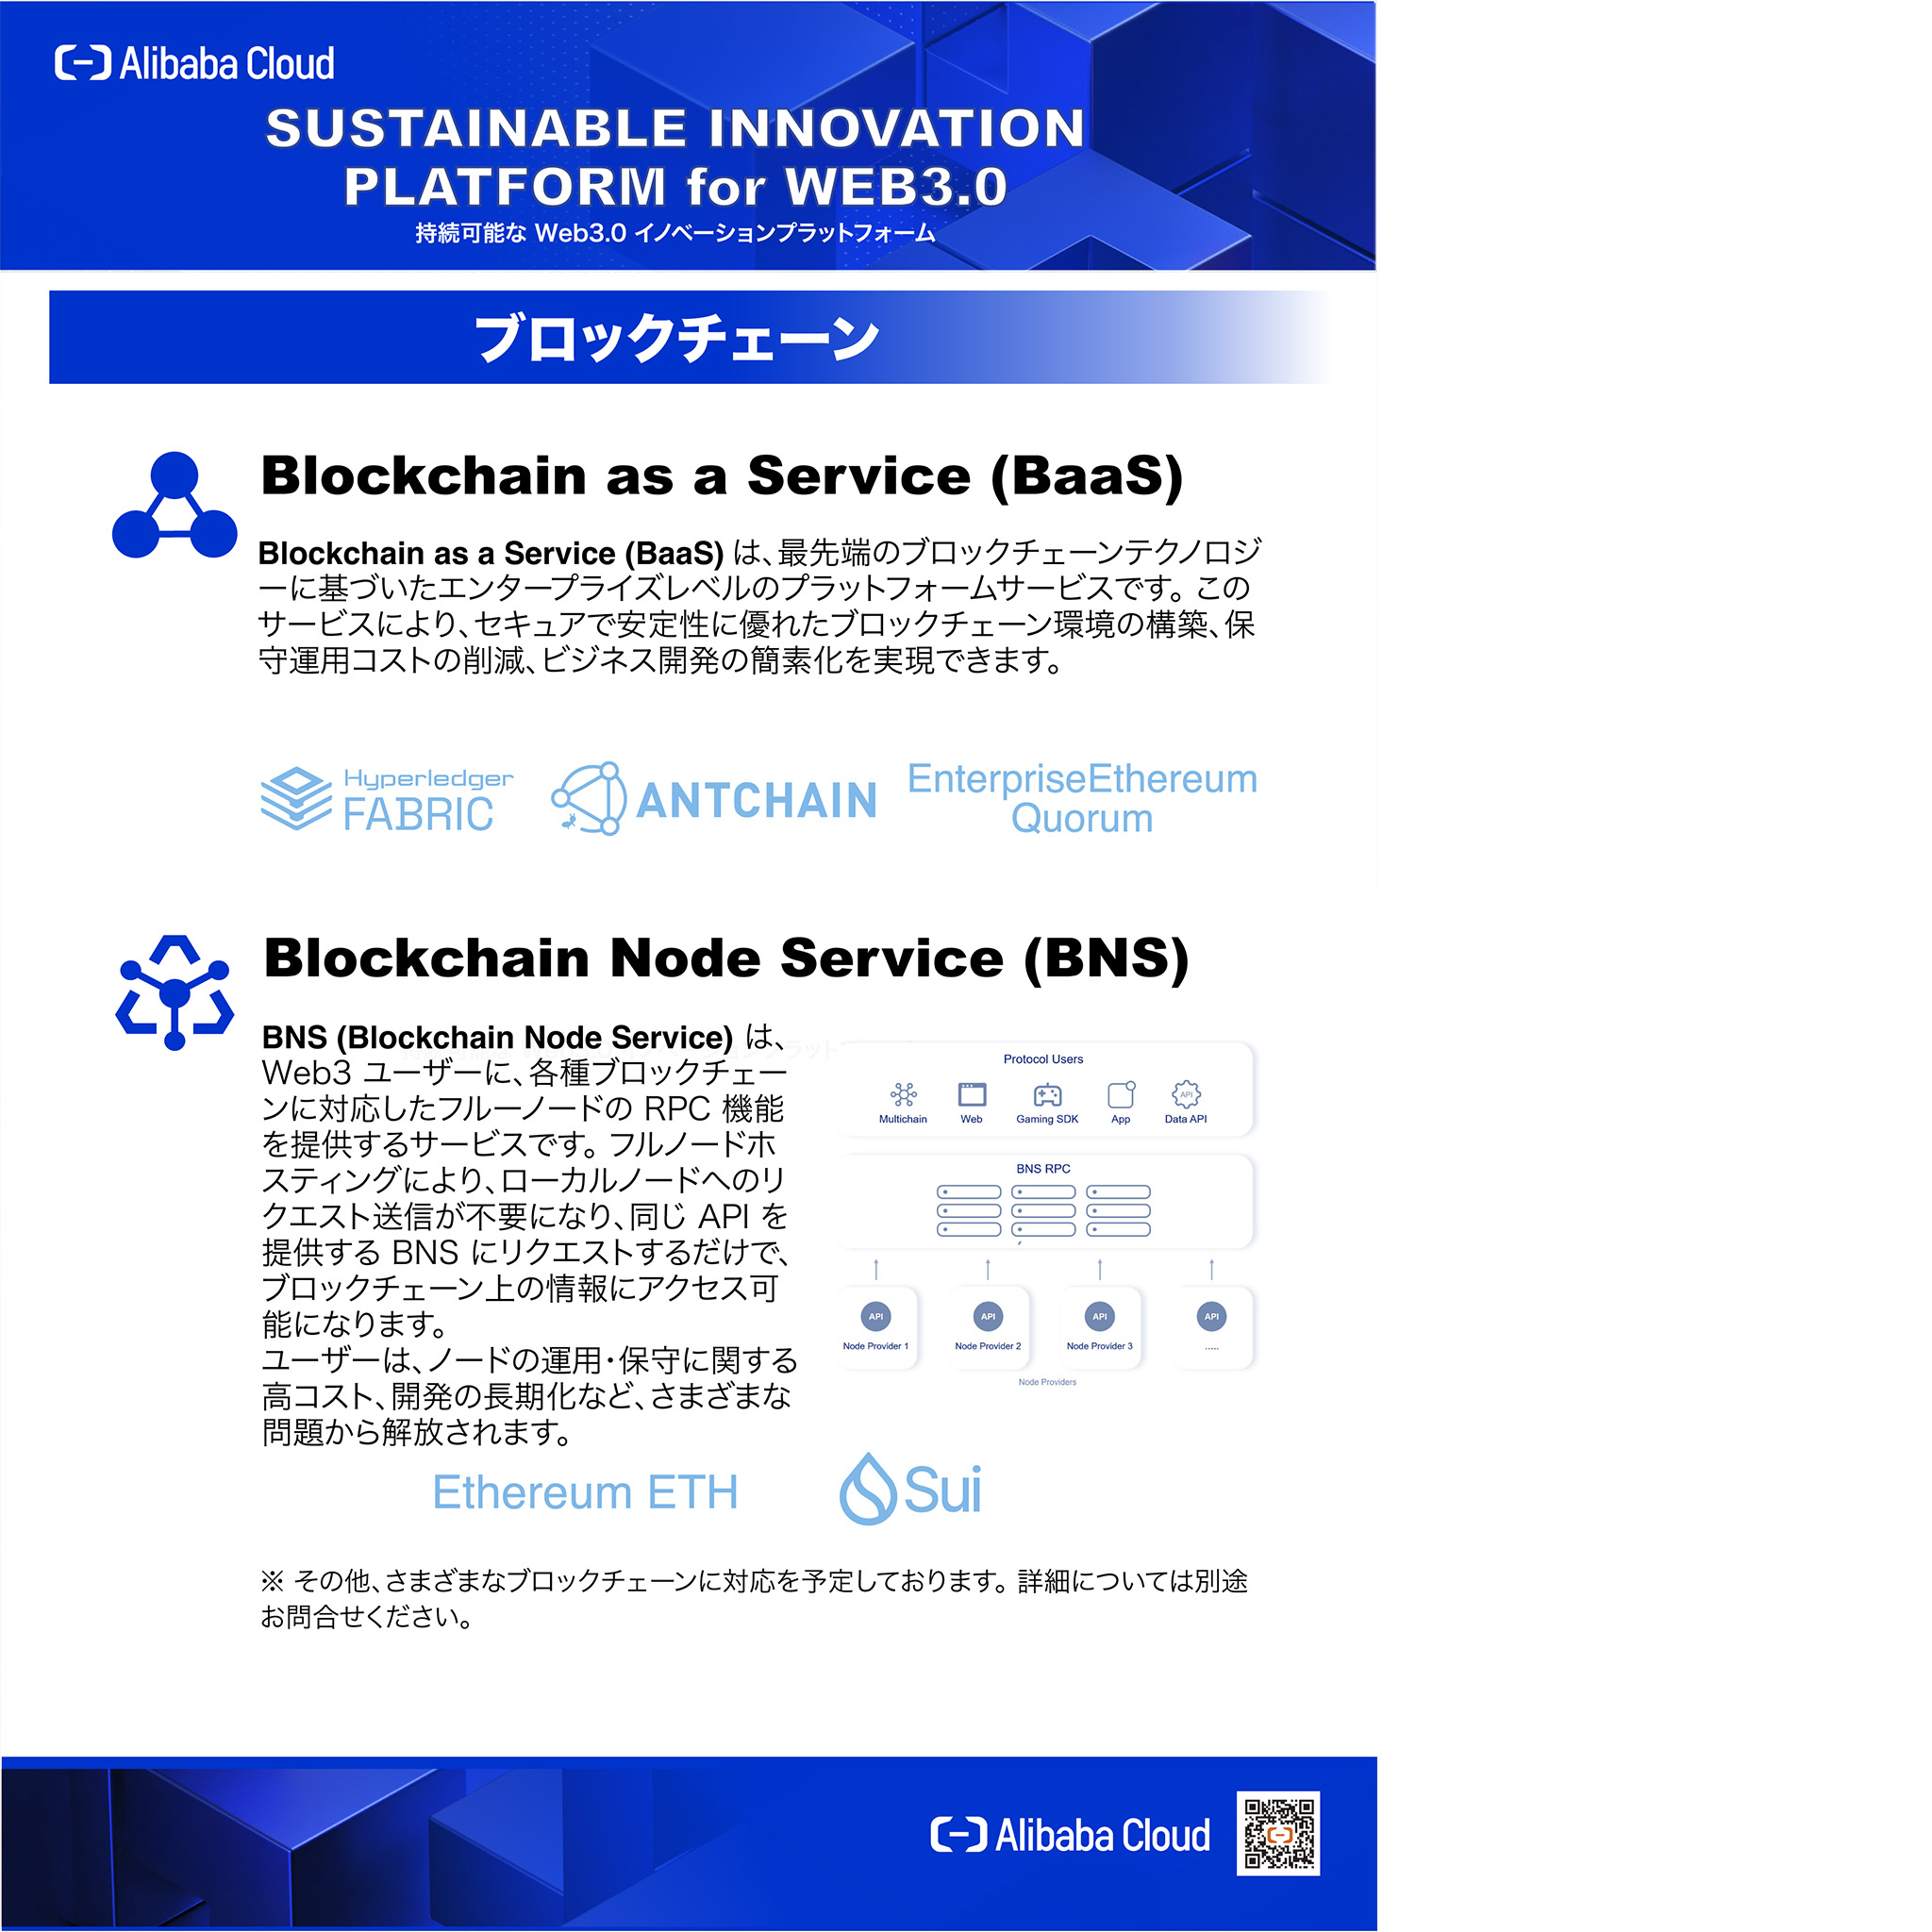 Alibaba Cloud
SUSTAINABLE INNOVATION
PLATFORM for WEB3.0
持続可能な Web3.0 イノベーションプラットフォーム
ブロックチェーン
Blockchain as a Service (BaaS)
Blockchain as a Service (BaaS) は、最先端のブロックチェーンテクノロジ
ーに基づいたエンタープライズレベルのプラットフォームサービスです。この
サービスにより、セキュアで安定性に優れたブロックチェーン環境の構築、保
守運用コストの削減、ビジネス開発の簡素化を実現できます。
Hyperledger
FABRIC
ANTCHAIN
EnterpriseEthereum
Quorum
Blockchain Node Service (BNS)
BNS (Blockchain Node Service) は、
Web3 ユーザーに、各種ブロックチェー
ンに対応したフルーノードの RPC 機能
を提供するサービスです。フルノードホ
スティングにより、ローカルノードへのリ
クエスト送信が不要になり、同じ API を
提供する BNS にリクエストするだけで、
ブロックチェーン上の情報にアクセス可
能になります。
ユーザーは、ノードの運用・保守に関する
高コスト、開発の長期化など、さまざまな
問題から解放されます。
Protocol Users
Multichain Web Gaming SDK App API Data API
BNS RPC
API API API API
Node Provider 1 Node Provider 2 Node Provider 3 .....
Node Providers
Ethereum ETH
Sui
※ その他、さまざまなブロックチェーンに対応を予定しております。詳細については別途
お問合せください。
Alibaba Cloud